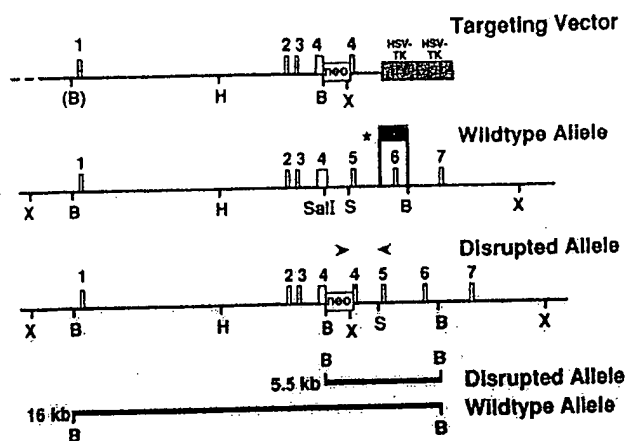 Targeting Vector
1 2 3 4 4 HSV-TK HSV-TK
neo
(B) H B X
* Wildtype Allele
1 2 3 4 5 6 7
X B H SalI S B X
Disrupted Allele
1 2 3 4 4 5 6 7
neo
X B H B X S B X
B B
5.5 kb Disrupted Allele
16 kb Wildtype Allele
B B